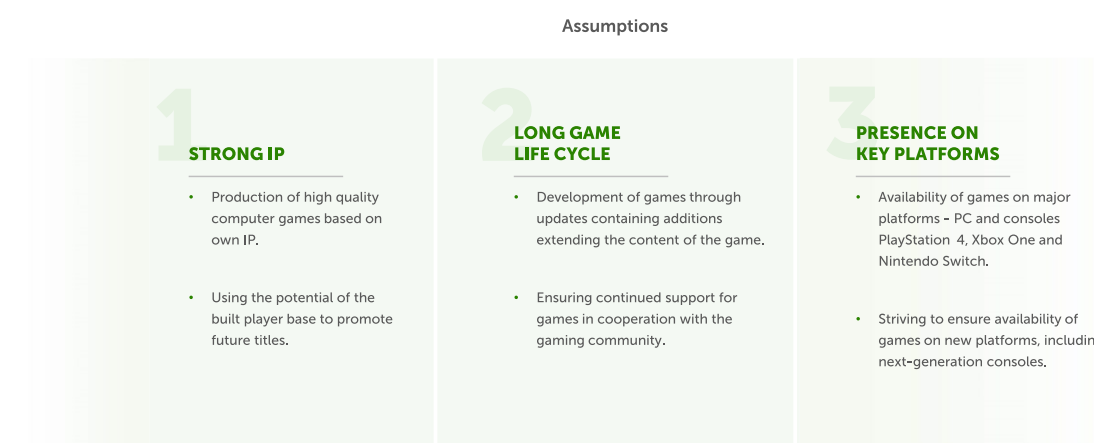 Assumptions
1
STRONG IP
• Production of high quality
computer games based on
own IP.
• Using the potential of the
built player base to promote
future titles.
2
LONG GAME
LIFE CYCLE
• Development of games through
updates containing additions
extending the content of the game.
• Ensuring continued support for
games in cooperation with the
gaming community.
3
PRESENCE ON
KEY PLATFORMS
• Availability of games on major
platforms - PC and consoles
PlayStation 4, Xbox One and
Nintendo Switch.
• Striving to ensure availability of
games on new platforms, includin
next-generation consoles.